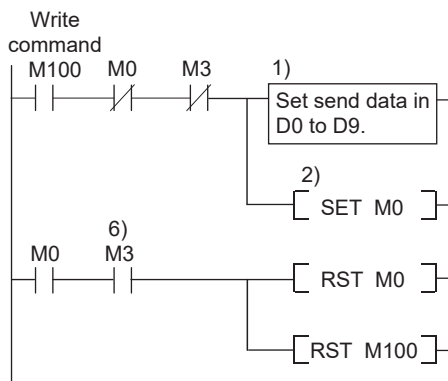 Write
command
M100 M0 M3 1)
Set send data in
D0 to D9.
2)
SET M0
6)
M0 M3
RST M0
RST M100